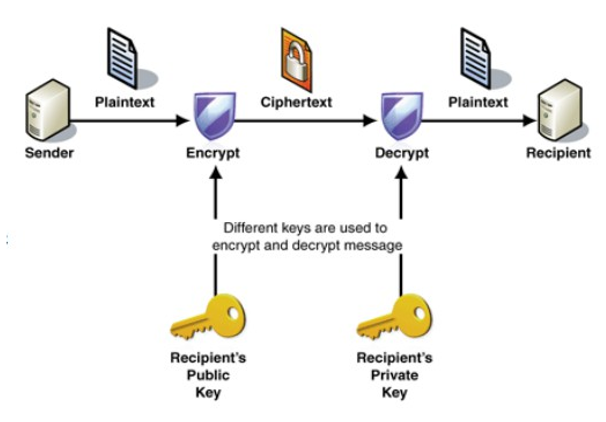 Plaintext
Ciphertext
Plaintext
Sender
Encrypt
Decrypt
Recipient
Different keys are used to
encrypt and decrypt message
Recipient's
Public
Key
Recipient's
Private
Key